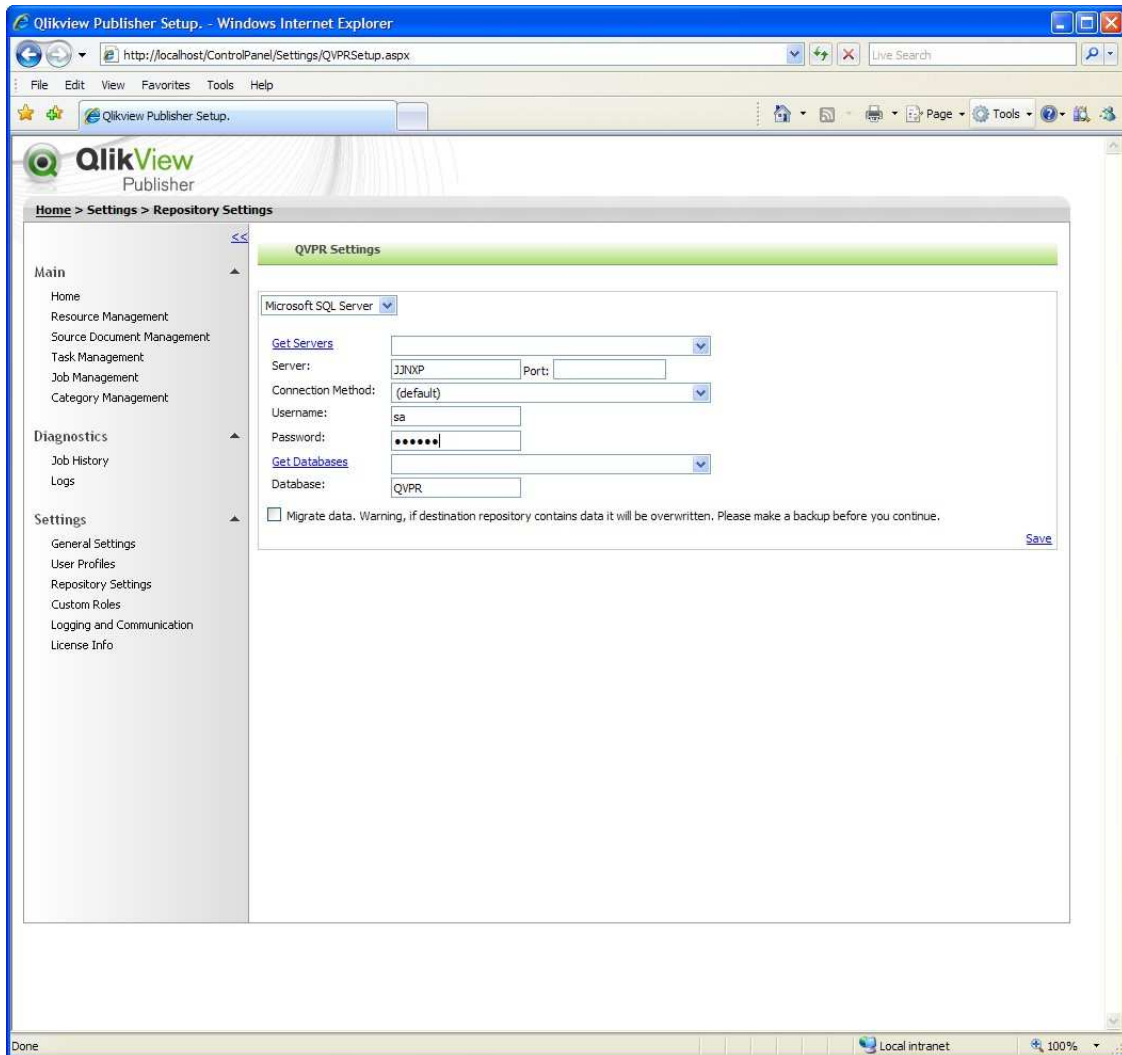 Qlikview Publisher Setup. - Windows Internet Explorer
http://localhost/ControlPanel/Settings/QVPRSetup.aspx
Live Search
File Edit View Favorites Tools Help
Qlikview Publisher Setup.
Page Tools
QlikView
Publisher
Home > Settings > Repository Settings
<<
Main
Home
Resource Management
Source Document Management
Task Management
Job Management
Category Management
Diagnostics
Job History
Logs
Settings
General Settings
User Profiles
Repository Settings
Custom Roles
Logging and Communication
License Info
QVPR Settings
Microsoft SQL Server
Get Servers
Server: JJNXP Port:
Connection Method: (default)
Username: sa
Password: ••••••
Get Databases
Database: QVPR
Migrate data. Warning, if destination repository contains data it will be overwritten. Please make a backup before you continue.
Save
Done
Local intranet
100%